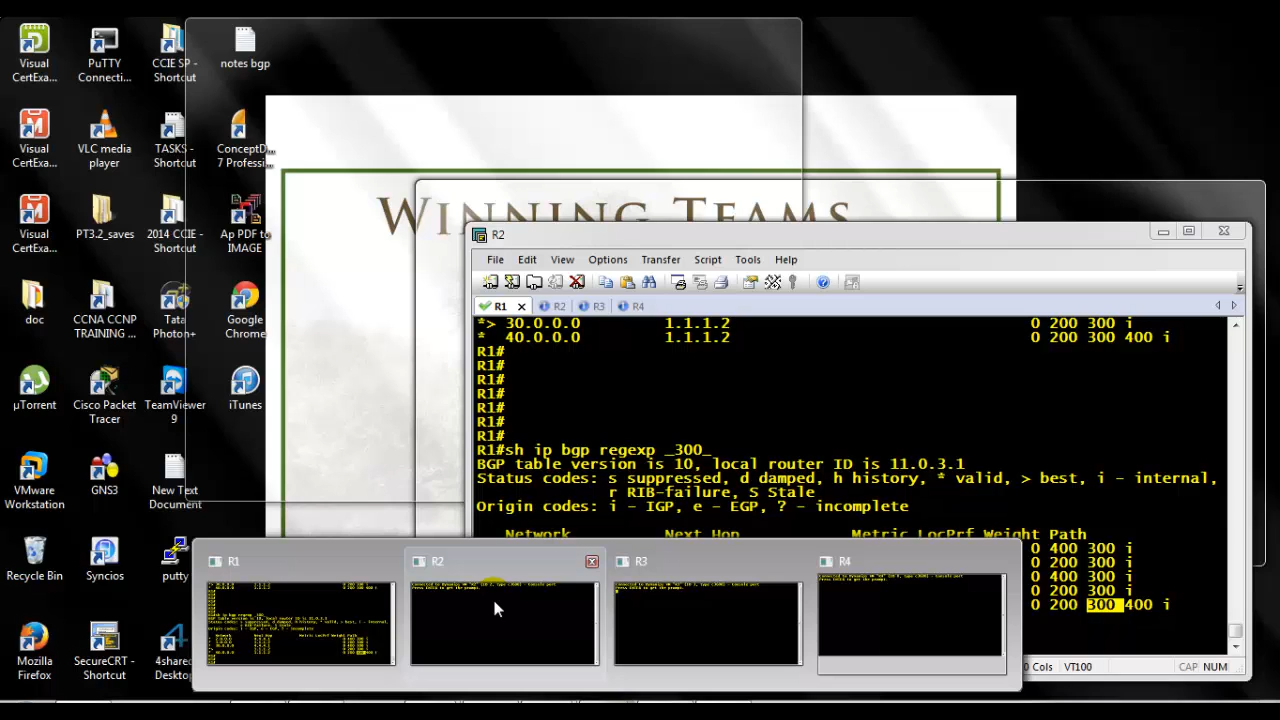 Visual CertExa...
PuTTY Connecti...
CCIE SP - Shortcut
notes bgp
Visual CertExa...
VLC media player
TASKS - Shortcut
ConceptD... 7 Professi...
Visual CertExa...
PT3.2_saves
2014 CCIE - Shortcut
Ap PDF to IMAGE
doc
CCNA CCNP TRAINING ...
Tata Photon+
Google Chrome
µTorrent
Cisco Packet Tracer
TeamViewer 9
iTunes
VMware Workstation
GNS3
New Text Document
Recycle Bin
Syncios
putty
Mozilla Firefox
SecureCRT - Shortcut
4shared Desktop
WINNING TEAMS
R2
File Edit View Options Transfer Script Tools Help
R1 R2 R3 R4
*> 30.0.0.0 1.1.1.2 0 200 300 i
* 40.0.0.0 1.1.1.2 0 200 300 400 i
R1#
R1#
R1#
R1#
R1#
R1#
R1#
R1#sh ip bgp regexp _300_
BGP table version is 10, local router ID is 11.0.3.1
Status codes: s suppressed, d damped, h history, * valid, > best, i - internal,
r RIB-failure, S Stale
Origin codes: i - IGP, e - EGP, ? - incomplete
Network Next Hop Metric LocPrf Weight Path
0 400 300 i
0 200 300 i
0 400 300 i
0 200 300 i
0 200 300 400 i
R1 R2 R3 R4
0 Cols VT100 CAP NUM